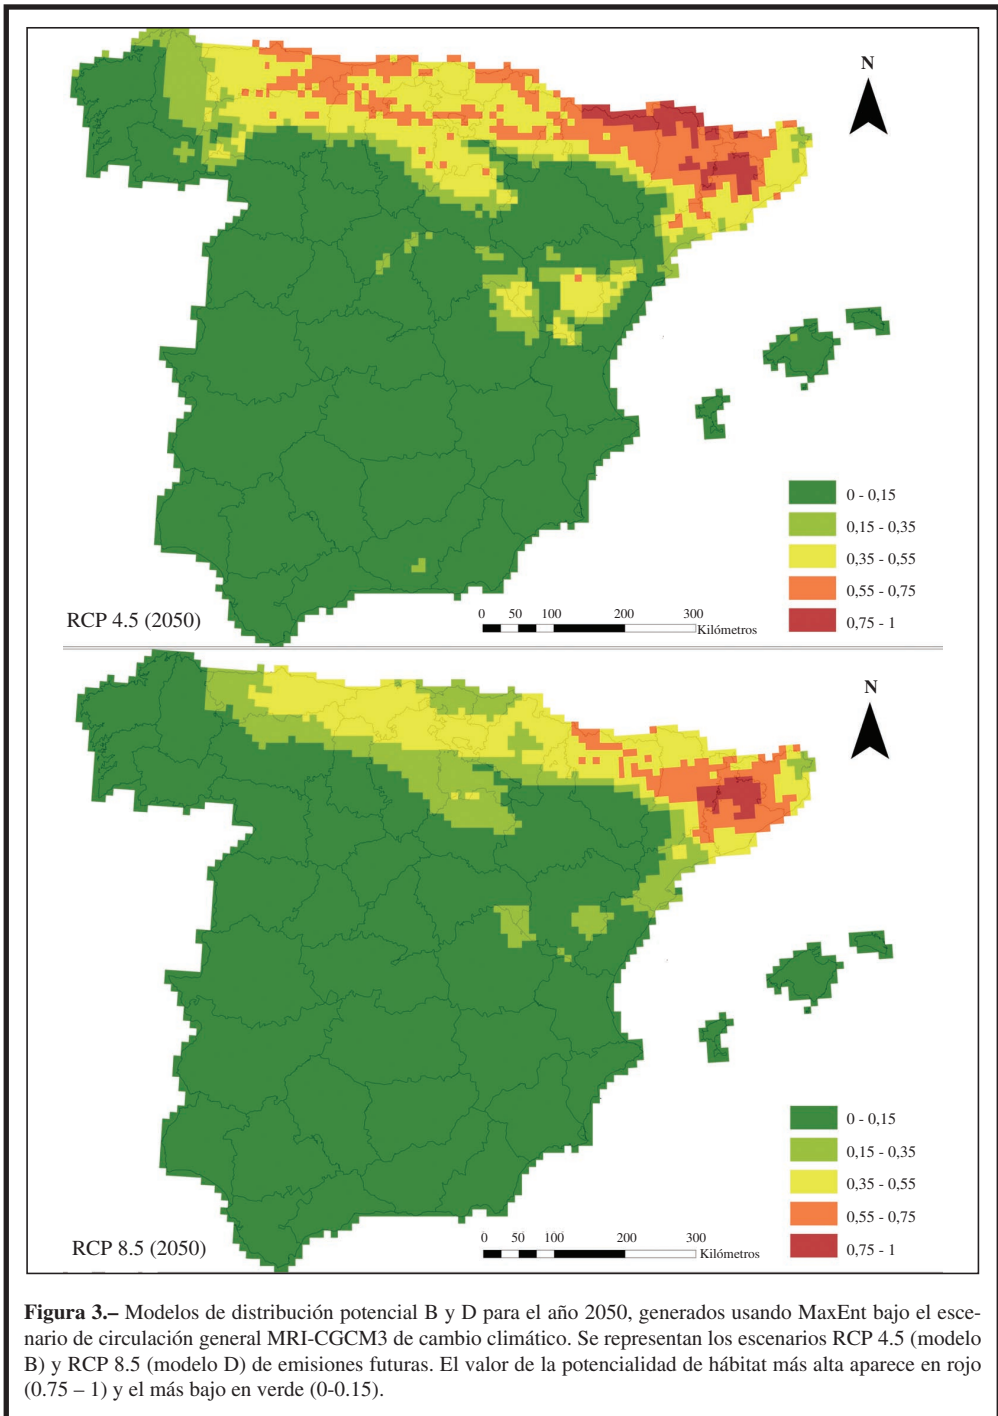 N
0 - 0,15
0,15 - 0,35
0,35 - 0,55
0,55 - 0,75
0,75 - 1
RCP 4.5 (2050)
0 50 100 200 300
Kilómetros
N
0 - 0,15
0,15 - 0,35
0,35 - 0,55
0,55 - 0,75
0,75 - 1
RCP 8.5 (2050)
0 50 100 200 300
Kilómetros
Figura 3.– Modelos de distribución potencial B y D para el año 2050, generados usando MaxEnt bajo el esce-
nario de circulación general MRI-CGCM3 de cambio climático. Se representan los escenarios RCP 4.5 (modelo
B) y RCP 8.5 (modelo D) de emisiones futuras. El valor de la potencialidad de hábitat más alta aparece en rojo
(0.75 – 1) y el más bajo en verde (0-0.15).